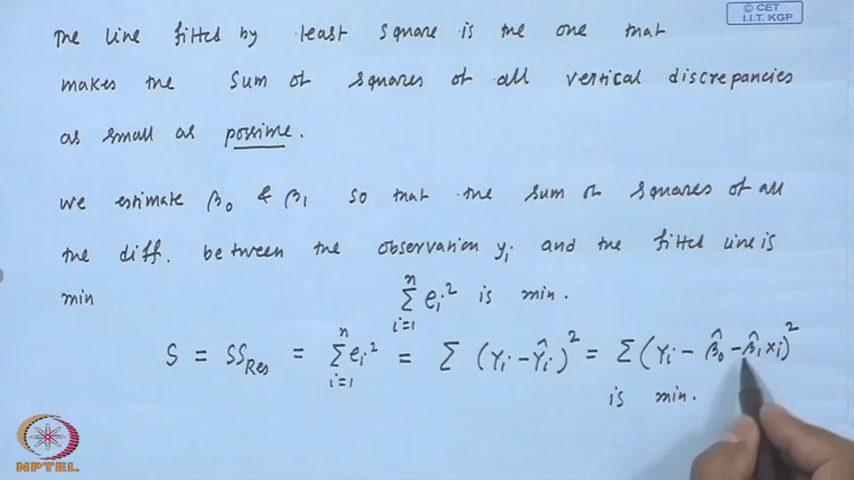 © CET
I.I.T. KGP
The line fitted by least square is the one that
makes the sum of squares of all vertical discrepancies
as small as possible.
We estimate β₀ & β₁ so that the sum of squares of all
the diff. between the observation yᵢ and the fitted line is
min ∑ᵢ₌₁ⁿ eᵢ² is min.
S = SS_Res = ∑ᵢ₌₁ⁿ eᵢ² = ∑ (Yᵢ - Ŷᵢ)² = ∑ (Yᵢ - β̂₀ - β̂₁ xᵢ)²
is min.
NPTEL